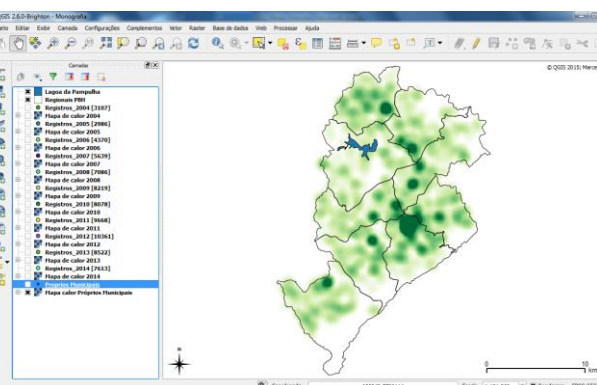 QGIS 2.6.0-Brighton - Monografia
Editar Exibir Camada Configurações Complementos Vetor Raster Base de dados Web Processar Ajuda
Camadas
© QGIS 2015; Marcel
Lagoa da Pampulha
Regionais PBH
Registros_2004 [3107]
Mapa de calor 2004
Registros_2005 [2986]
Mapa de calor 2005
Registros_2006 [4370]
Mapa de calor 2006
Registros_2007 [5639]
Mapa de calor 2007
Registros_2008 [7086]
Mapa de calor 2008
Registros_2009 [8219]
Mapa de calor 2009
Registros_2010 [8078]
Mapa de calor 2010
Registros_2011 [9668]
Mapa de calor 2011
Registros_2012 [10361]
Mapa de calor 2012
Registros_2013 [8522]
Mapa de calor 2013
Registros_2014 [7613]
Mapa de calor 2014
Próprios Municipais
Mapa calor Próprios Municipais
0 10
km